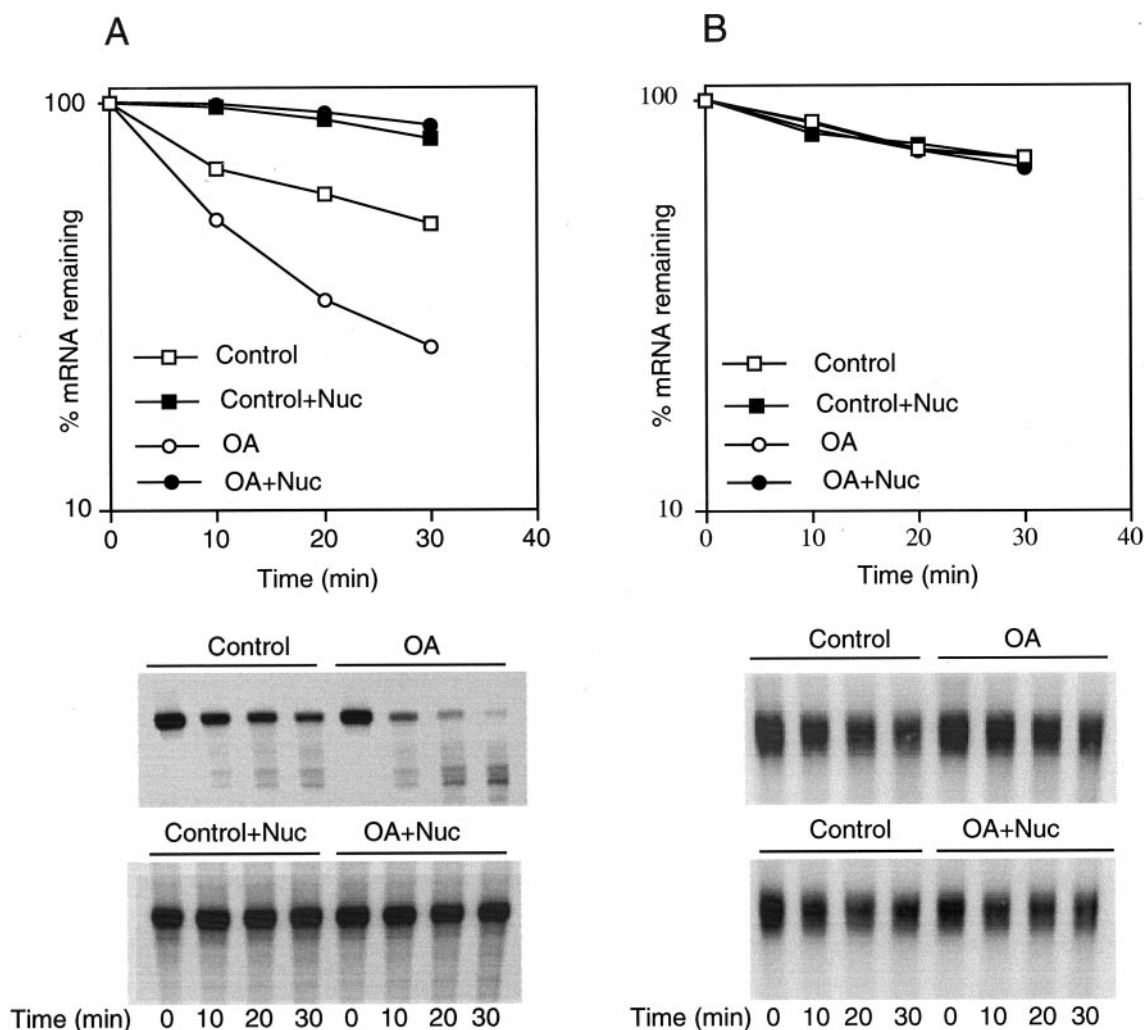 A
100
10
% mRNA remaining
Control
Control+Nuc
OA
OA+Nuc
0 10 20 30 40
Time (min)
Control OA
Control+Nuc OA+Nuc
Time (min) 0 10 20 30 0 10 20 30
B
100
10
% mRNA remaining
Control
Control+Nuc
OA
OA+Nuc
0 10 20 30 40
Time (min)
Control OA
Control OA+Nuc
Time (min) 0 10 20 30 0 10 20 30